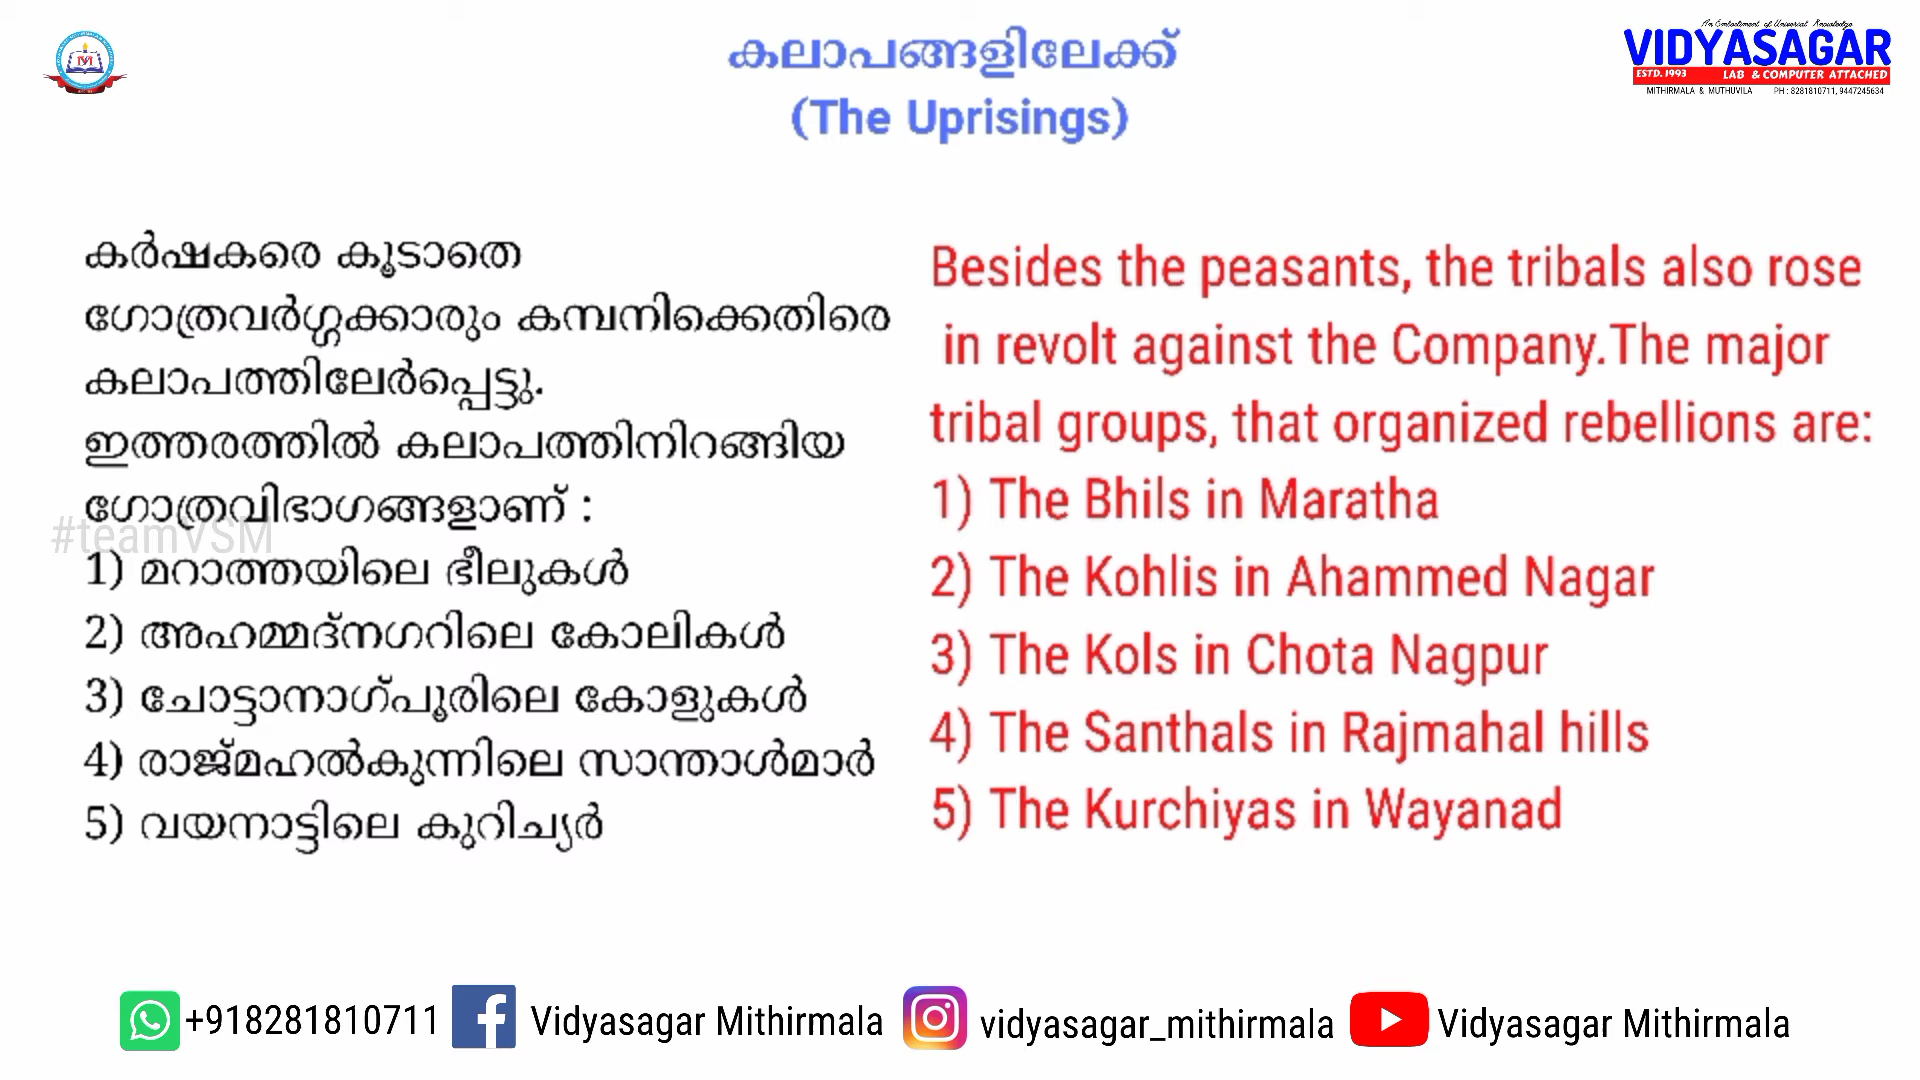 An Embodiment of Universal Knowledge
VIDYASAGAR
ESTD. 1993 LAB & COMPUTER ATTACHED
MITHIRMALA & MUTHUVILA PH : 8281810711, 9447245634
കലാപങ്ങളിലേക്ക്
(The Uprisings)
കർഷകരെ കൂടാതെ
ഗോത്രവർഗ്ഗക്കാരും കമ്പനിക്കെതിരെ
കലാപത്തിലേർപ്പെട്ടു.
ഇത്തരത്തിൽ കലാപത്തിനിറങ്ങിയ
ഗോത്രവിഭാഗങ്ങളാണ് :
#teamVSM
1) മറാത്തയിലെ ഭീലുകൾ
2) അഹമ്മദ്നഗറിലെ കോലികൾ
3) ചോട്ടാനാഗ്പൂരിലെ കോളുകൾ
4) രാജ്മഹൽകുന്നിലെ സാന്താൾമാർ
5) വയനാട്ടിലെ കുറിച്യർ
Besides the peasants, the tribals also rose
in revolt against the Company.The major
tribal groups, that organized rebellions are:
1) The Bhils in Maratha
2) The Kohlis in Ahammed Nagar
3) The Kols in Chota Nagpur
4) The Santhals in Rajmahal hills
5) The Kurchiyas in Wayanad
+918281810711 Vidyasagar Mithirmala vidyasagar_mithirmala Vidyasagar Mithirmala